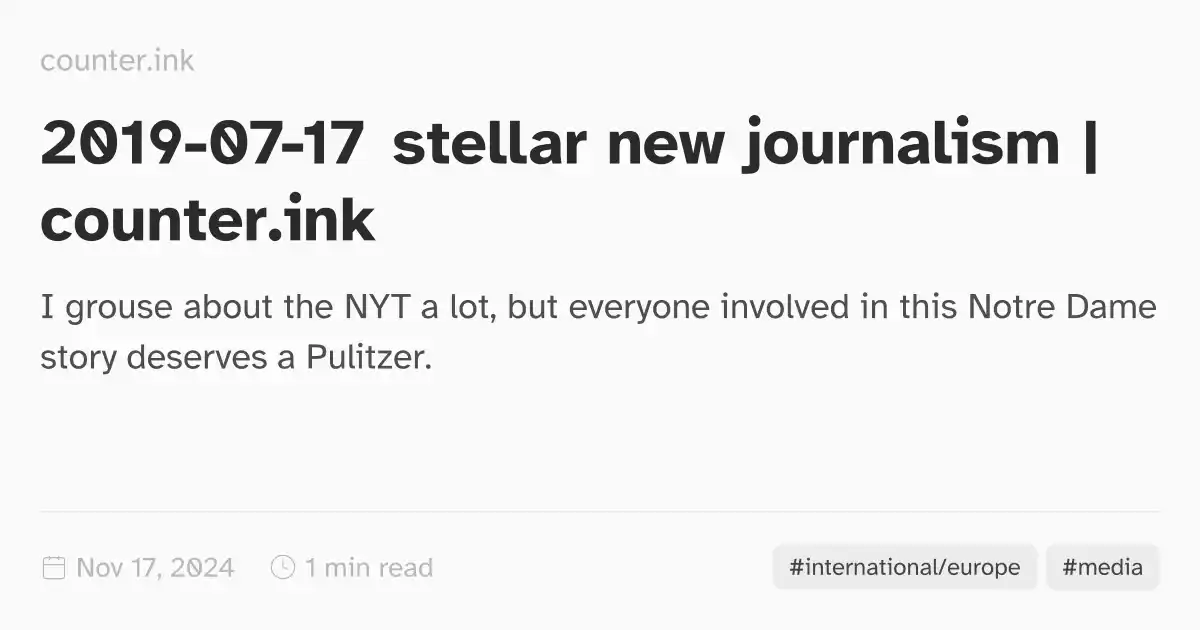 counter.ink
2019-07-17 stellar new journalism |
counter.ink
I grouse about the NYT a lot, but everyone involved in this Notre Dame
story deserves a Pulitzer.
Nov 17, 2024 1 min read #international/europe #media